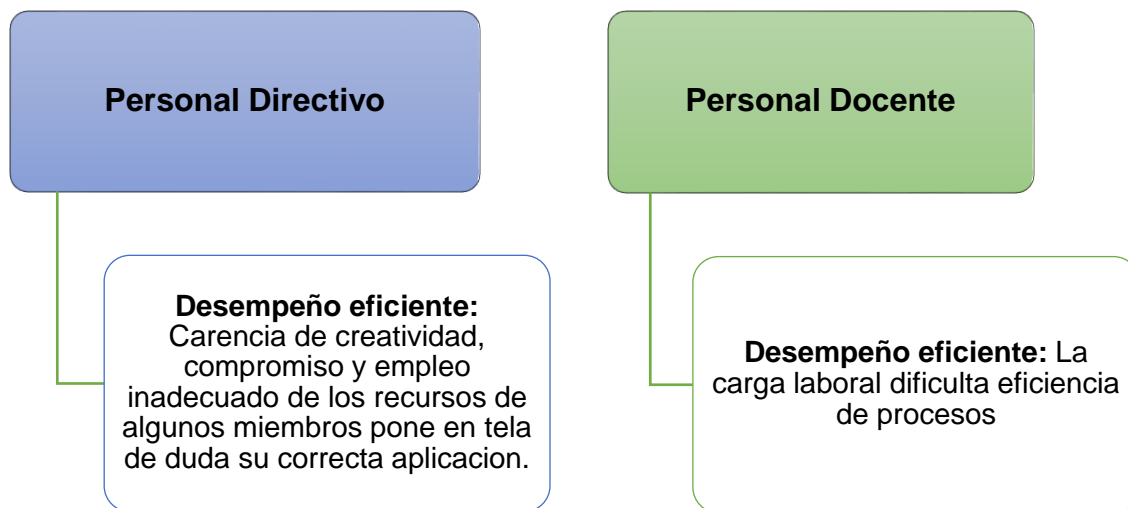 Personal Directivo
Desempeño eficiente:
Carencia de creatividad,
compromiso y empleo
inadecuado de los recursos de
algunos miembros pone en tela
de duda su correcta aplicacion.
Personal Docente
Desempeño eficiente: La
carga laboral dificulta eficiencia
de procesos